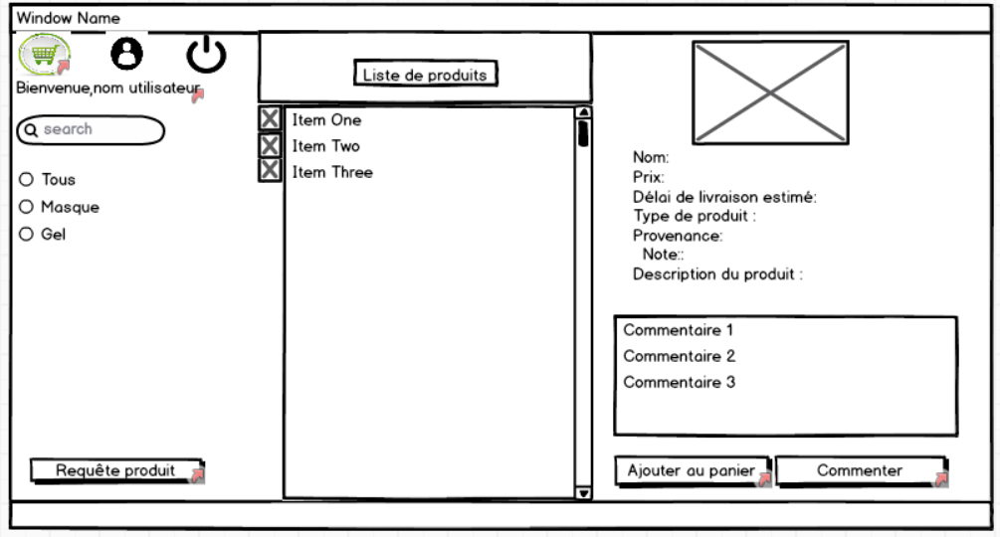 Window Name
Bienvenue,nom utilisateur
search
Tous
Masque
Gel
Requête produit
Liste de produits
Item One
Item Two
Item Three
Nom:
Prix:
Délai de livraison estimé:
Type de produit :
Provenance:
Note::
Description du produit :
Commentaire 1
Commentaire 2
Commentaire 3
Ajouter au panier
Commenter